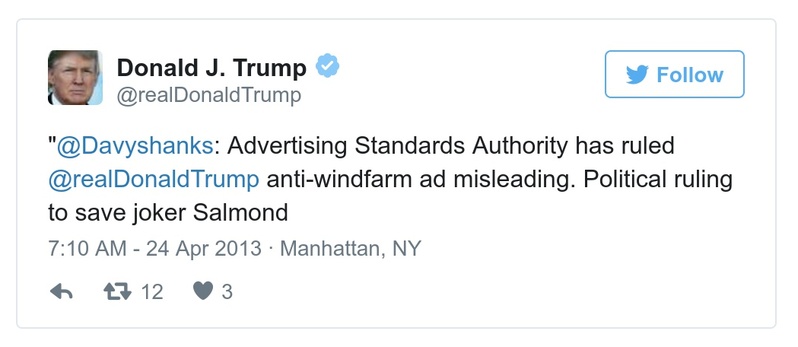 Donald J. Trump
@realDonaldTrump
Follow
"@Davyshanks: Advertising Standards Authority has ruled
@realDonaldTrump anti-windfarm ad misleading. Political ruling
to save joker Salmond
7:10 AM - 24 Apr 2013 · Manhattan, NY
12 3